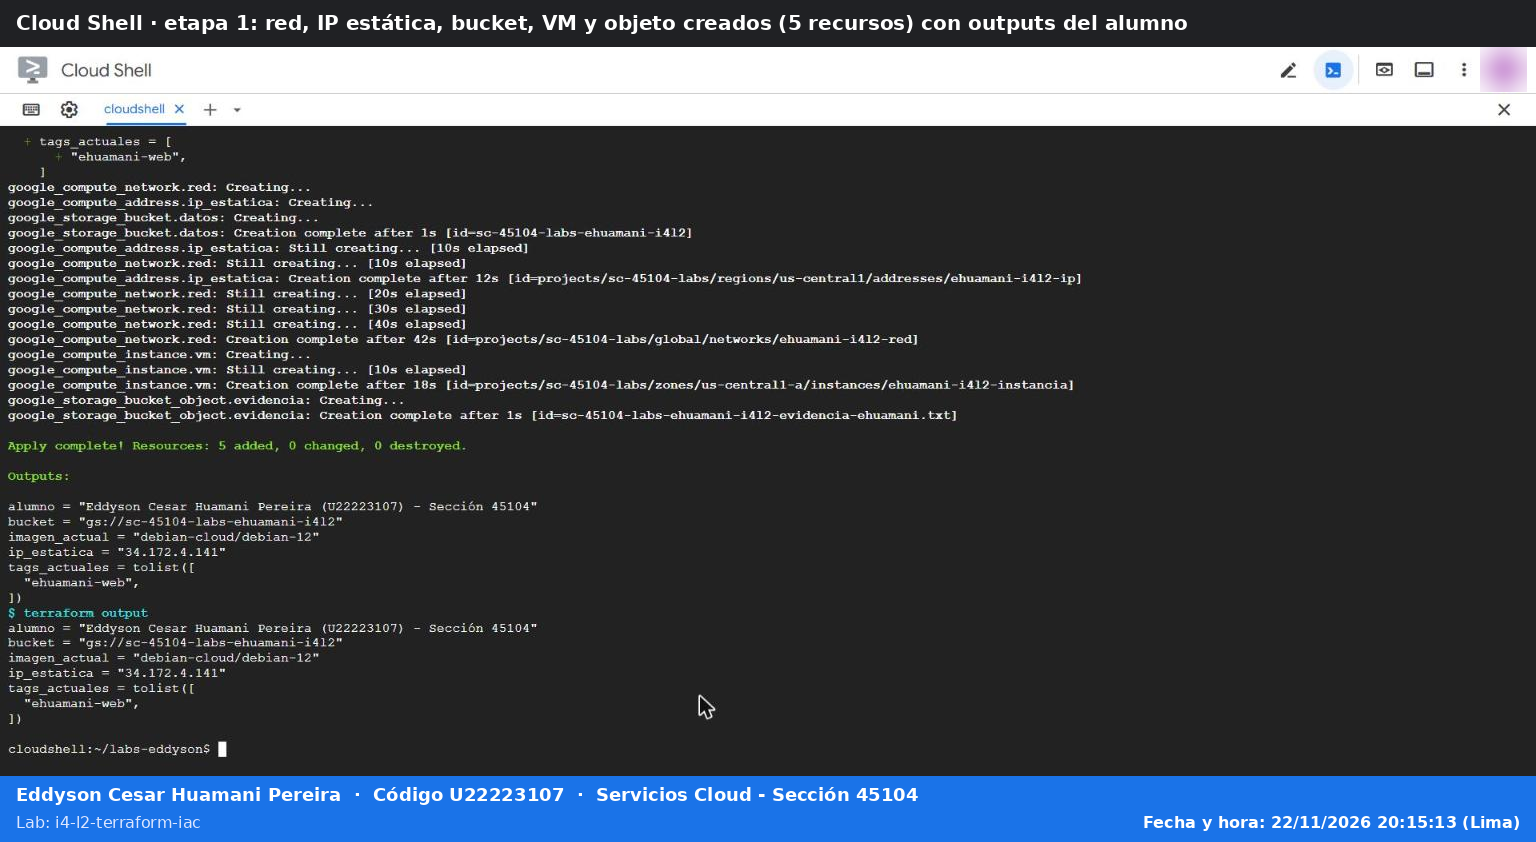 Cloud Shell · etapa 1: red, IP estática, bucket, VM y objeto creados (5 recursos) con outputs del alumno
Cloud Shell
cloudshell
+ tags_actuales = [
+ "ehuamani-web",
]
google_compute_network.red: Creating...
google_compute_address.ip_estatica: Creating...
google_storage_bucket.datos: Creating...
google_storage_bucket.datos: Creation complete after 1s [id=sc-45104-labs-ehuamani-i4l2]
google_compute_address.ip_estatica: Still creating... [10s elapsed]
google_compute_network.red: Still creating... [10s elapsed]
google_compute_address.ip_estatica: Creation complete after 12s [id=projects/sc-45104-labs/regions/us-central1/addresses/ehuamani-i4l2-ip]
google_compute_network.red: Still creating... [20s elapsed]
google_compute_network.red: Still creating... [30s elapsed]
google_compute_network.red: Still creating... [40s elapsed]
google_compute_network.red: Creation complete after 42s [id=projects/sc-45104-labs/global/networks/ehuamani-i4l2-red]
google_compute_instance.vm: Creating...
google_compute_instance.vm: Still creating... [10s elapsed]
google_compute_instance.vm: Creation complete after 18s [id=projects/sc-45104-labs/zones/us-central1-a/instances/ehuamani-i4l2-instancia]
google_storage_bucket_object.evidencia: Creating...
google_storage_bucket_object.evidencia: Creation complete after 1s [id=sc-45104-labs-ehuamani-i4l2-evidencia-ehuamani.txt]
Apply complete! Resources: 5 added, 0 changed, 0 destroyed.
Outputs:
alumno = "Eddyson Cesar Huamani Pereira (U22223107) - Sección 45104"
bucket = "gs://sc-45104-labs-ehuamani-i4l2"
imagen_actual = "debian-cloud/debian-12"
ip_estatica = "34.172.4.141"
tags_actuales = tolist([
"ehuamani-web",
])
$ terraform output
alumno = "Eddyson Cesar Huamani Pereira (U22223107) - Sección 45104"
bucket = "gs://sc-45104-labs-ehuamani-i4l2"
imagen_actual = "debian-cloud/debian-12"
ip_estatica = "34.172.4.141"
tags_actuales = tolist([
"ehuamani-web",
])
cloudshell:~/labs-eddyson$
Eddyson Cesar Huamani Pereira · Código U22223107 · Servicios Cloud - Sección 45104
Lab: i4-l2-terraform-iac
Fecha y hora: 22/11/2026 20:15:13 (Lima)